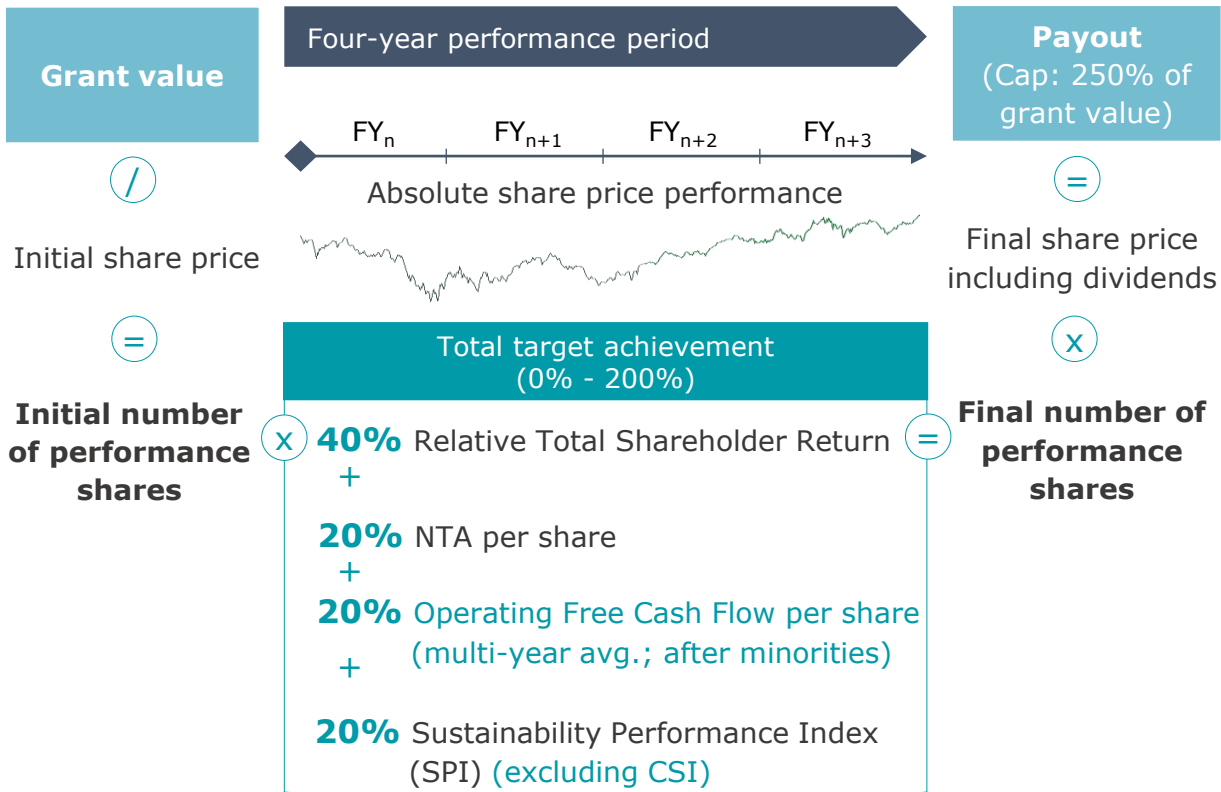 Grant value
/
Initial share price
=
Initial number
of performance
shares
Four-year performance period
FYn
FYn+1
FYn+2
FYn+3
Absolute share price performance
Total target achievement
(0% - 200%)
x
40% Relative Total Shareholder Return
+
20% NTA per share
+
20% Operating Free Cash Flow per share
(multi-year avg.; after minorities)
+
20% Sustainability Performance Index
(SPI) (excluding CSI)
=
Payout
(Cap: 250% of
grant value)
=
Final share price
including dividends
x
Final number of
performance
shares